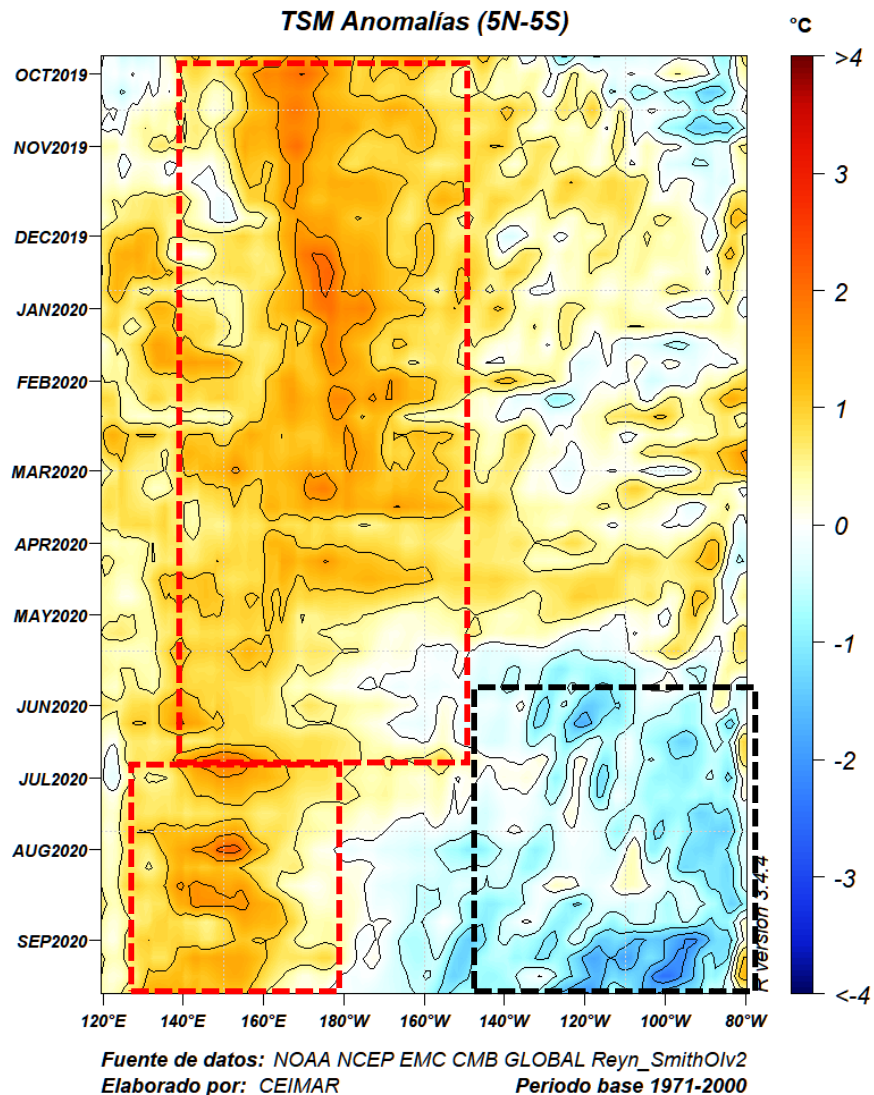 TSM Anomalías (5N-5S)
°C
>4
3
2
1
0
-1
-2
-3
<-4
OCT2019
NOV2019
DEC2019
JAN2020
FEB2020
MAR2020
APR2020
MAY2020
JUN2020
JUL2020
AUG2020
SEP2020
R version 3.4.4
120°E 140°E 160°E 180°W 160°W 140°W 120°W 100°W 80°W
Fuente de datos: NOAA NCEP EMC CMB GLOBAL Reyn_SmithOIv2
Elaborado por: CEIMAR Periodo base 1971-2000